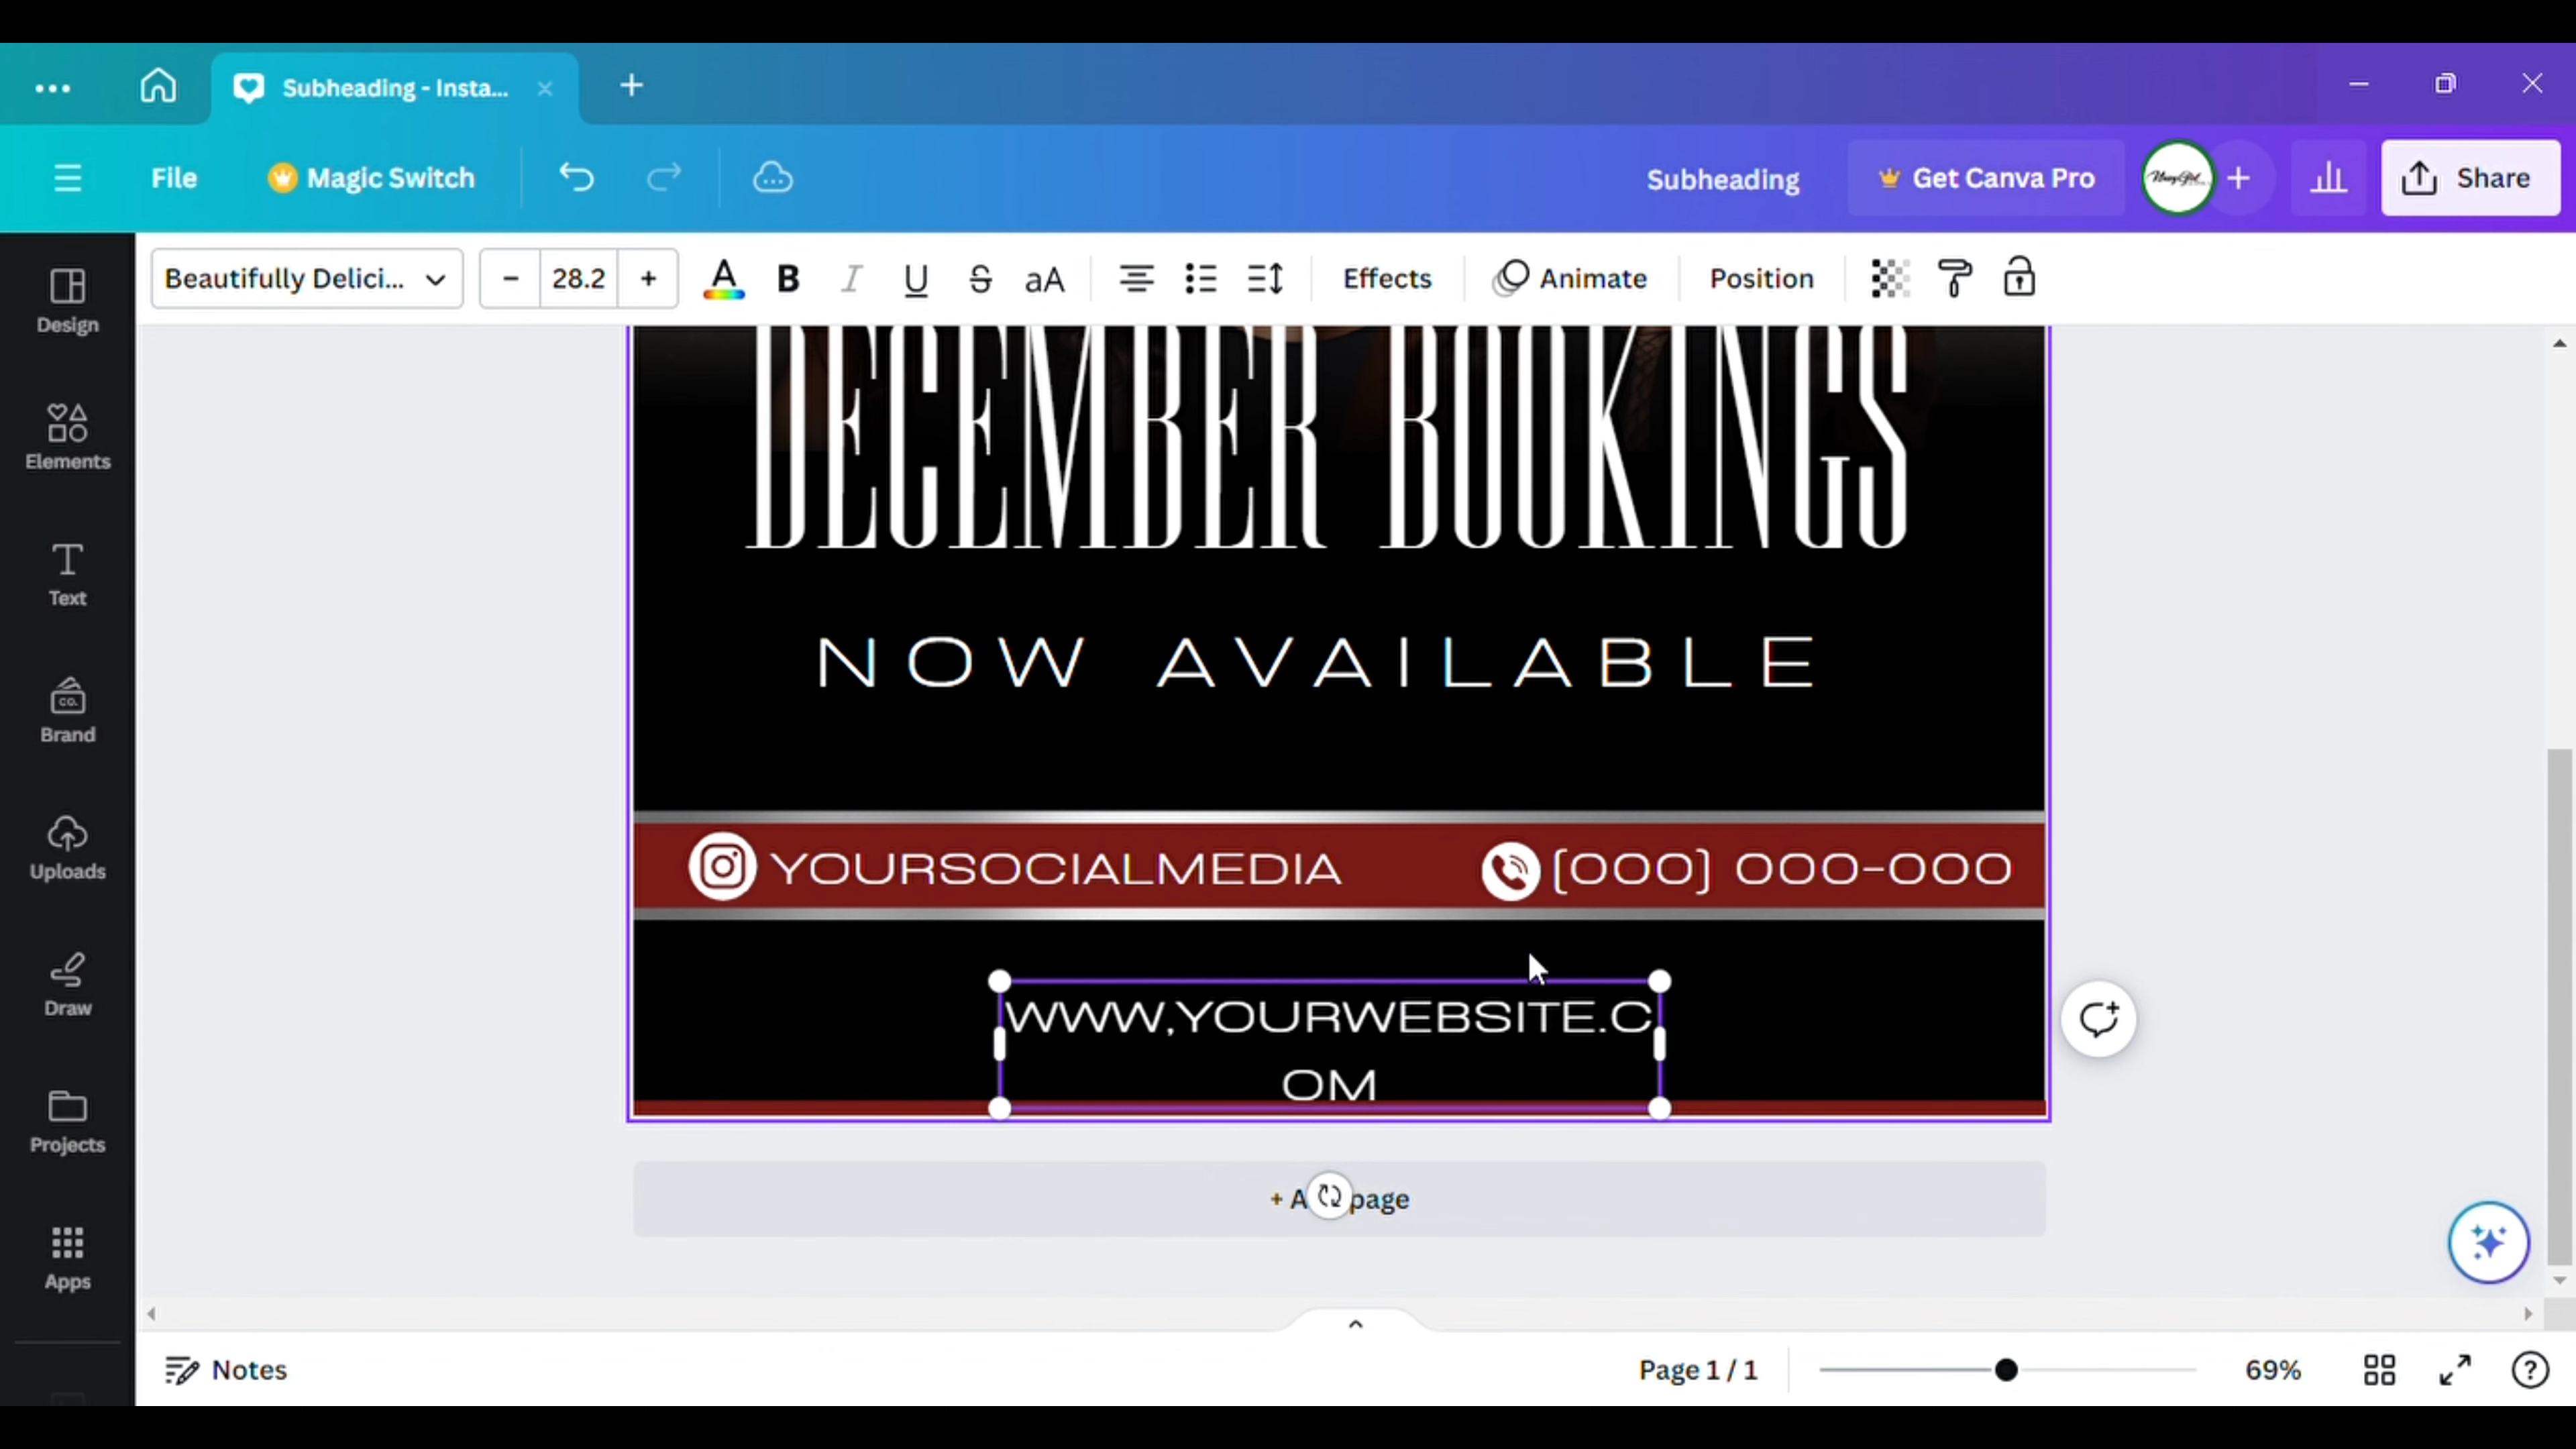 Subheading - Insta...
File
Magic Switch
Subheading
Get Canva Pro
Share
Beautifully Delici...
- 28.2 +
A B I U S aA
Effects
Animate
Position
Design
Elements
Text
CO.
Brand
Uploads
Draw
Projects
Apps
DECEMBER BOOKINGS
NOW AVAILABLE
YOURSOCIALMEDIA
(000) 000-000
WWW,YOURWEBSITE.C
OM
+ A page
Notes
Page 1 / 1
69%